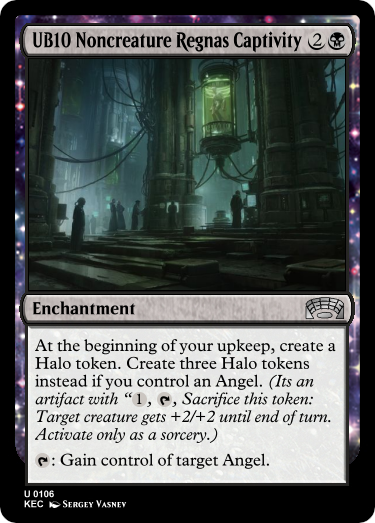 UB10 Noncreature Regnas Captivity 2
Enchantment
At the beginning of your upkeep, create a
Halo token. Create three Halo tokens
instead if you control an Angel. (Its an
artifact with “1, , Sacrifice this token:
Target creature gets +2/+2 until end of turn.
Activate only as a sorcery.)
: Gain control of target Angel.
U 0106
KEC Sergey Vasnev